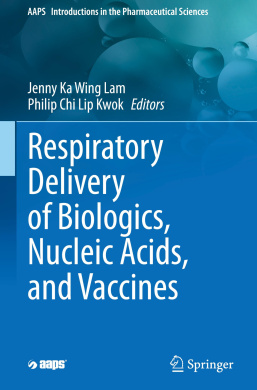 AAPS Introductions in the Pharmaceutical Sciences
Jenny Ka Wing Lam
Philip Chi Lip Kwok Editors
Respiratory
Delivery
of Biologics,
Nucleic Acids,
and Vaccines
aaps
Springer